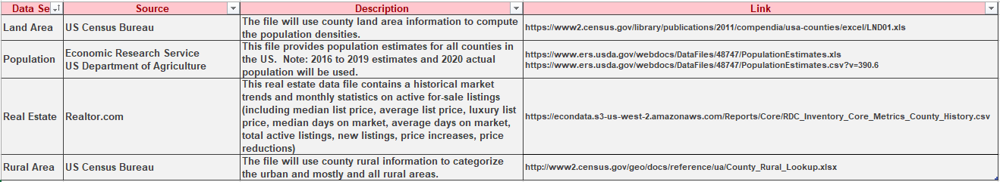 Data Se Source Description Link
Land Area US Census Bureau The file will use county land area information to compute
the population densities. https://www2.census.gov/library/publications/2011/compendia/usa-counties/excel/LND01.xls
Population Economic Research Service
US Department of Agriculture This file provides population estimates for all counties in
the US.  Note: 2016 to 2019 estimates and 2020 actual
population will be used. https://www.ers.usda.gov/webdocs/DataFiles/48747/PopulationEstimates.xls
https://www.ers.usda.gov/webdocs/DataFiles/48747/PopulationEstimates.csv?v=390.6
Real Estate Realtor.com This real estate data file contains a historical market
trends and monthly statistics on active for-sale listings
(including median list price, average list price, luxury list
price, median days on market, average days on market,
total active listings, new listings, price increases, price
reductions) https://econdata.s3-us-west-2.amazonaws.com/Reports/Core/RDC_Inventory_Core_Metrics_County_History.csv
Rural Area US Census Bureau The file will use county rural information to categorize
the urban and mostly and all rural areas. http://www2.census.gov/geo/docs/reference/ua/County_Rural_Lookup.xlsx